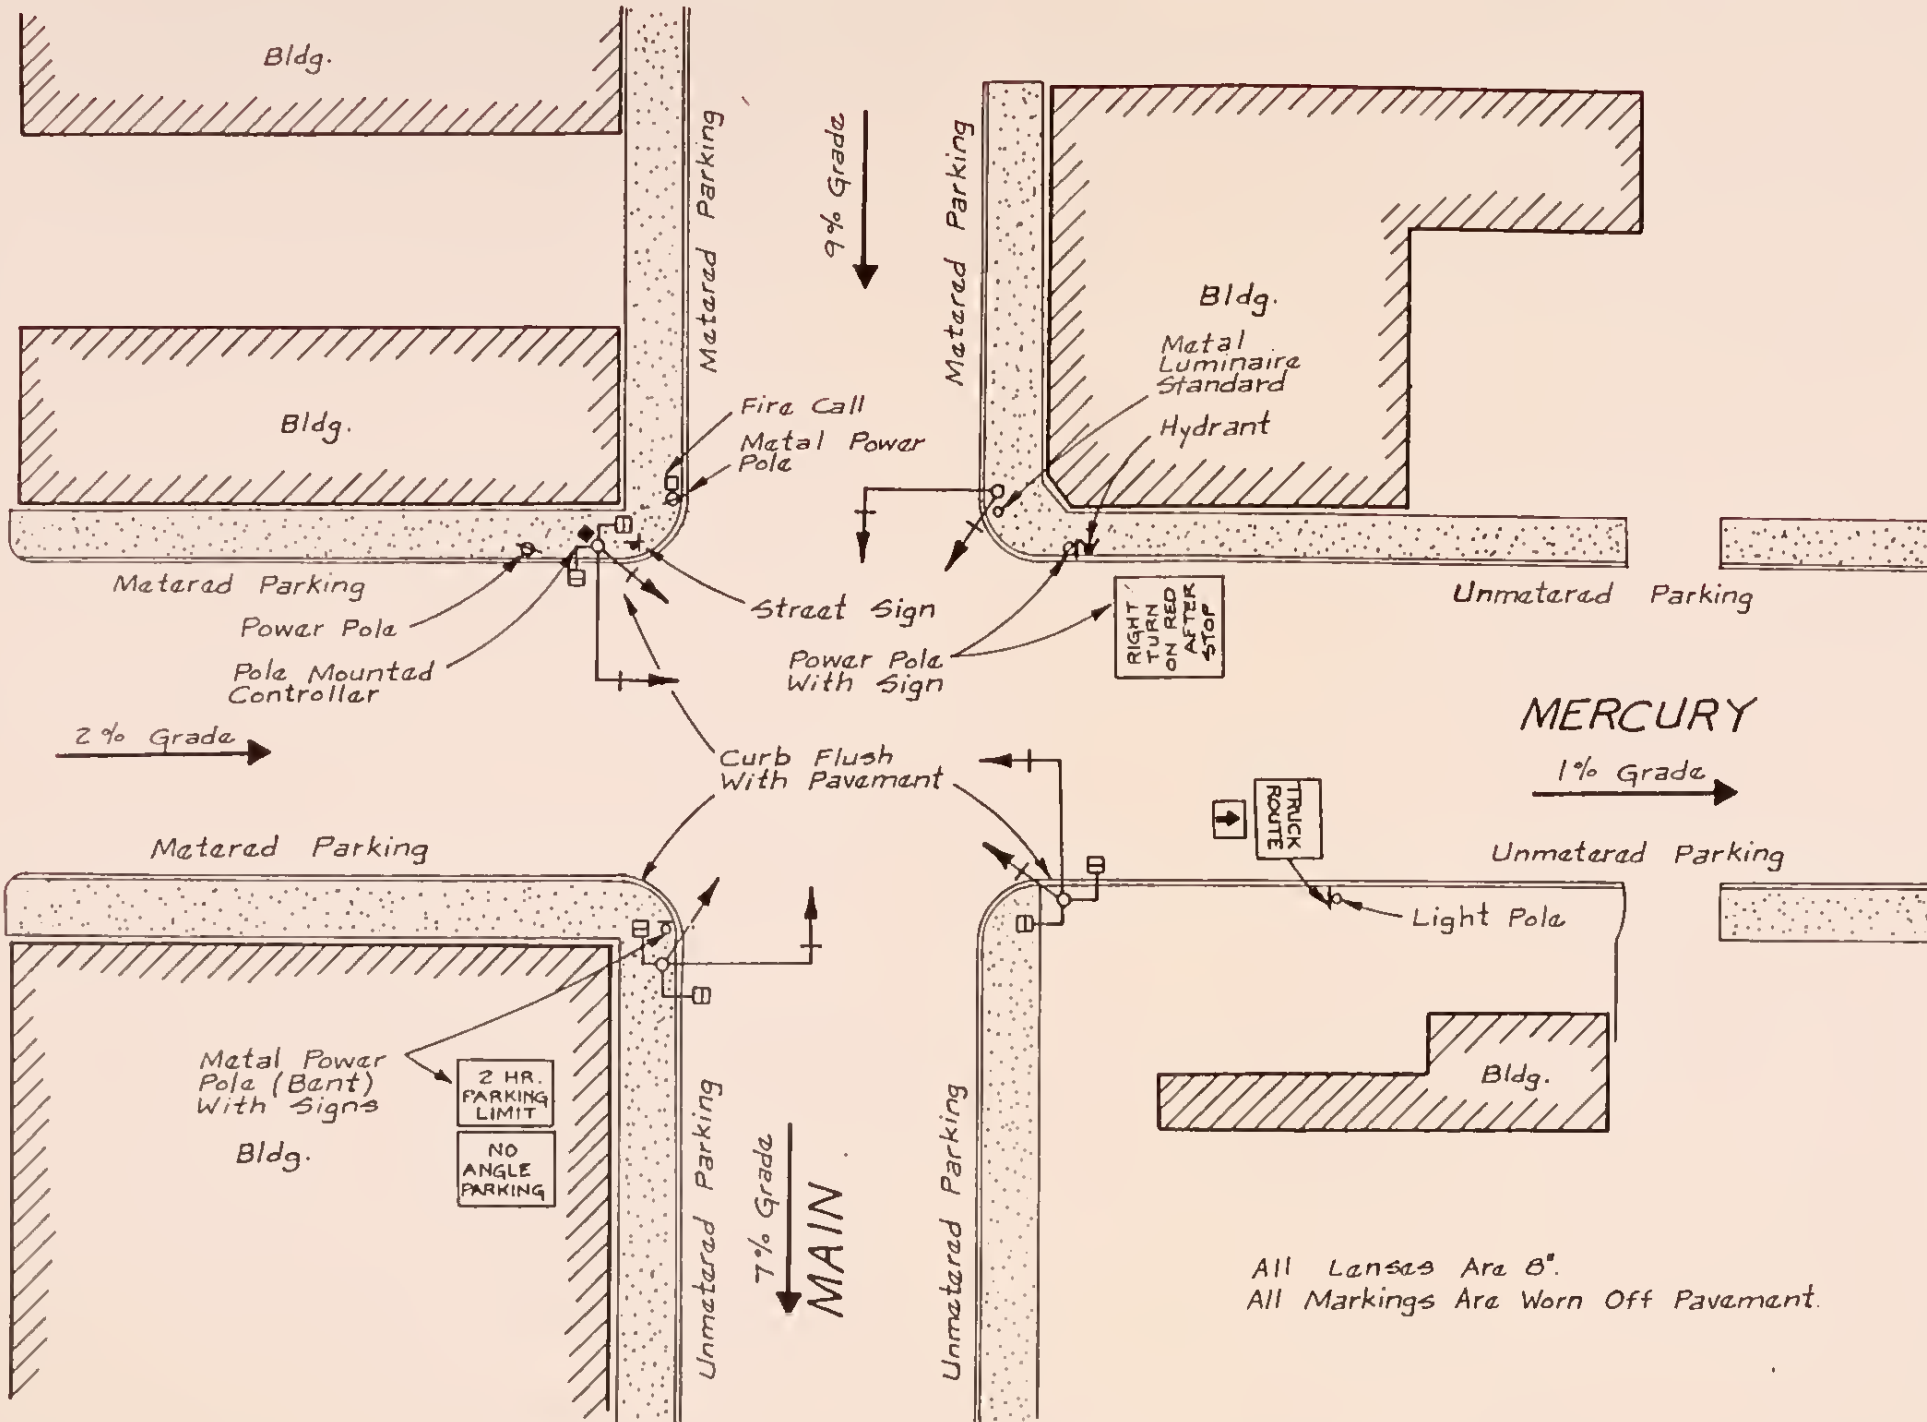 Bldg.
Metered Parking
9% Grade
Metered Parking
Bldg.
Metal
Luminaire
Standard
Hydrant
Bldg.
Fire Call
Metal Power
Pole
Metered Parking
Power Pole
Pole Mounted
Controller
Street Sign
Power Pole
With Sign
RIGHT
TURN
ON RED
AFTER
STOP
Unmetered Parking
2% Grade
Curb Flush
With Pavement
MERCURY
1% Grade
TRUCK
ROUTE
Metered Parking
Unmetered Parking
Light Pole
Metal Power
Pole (Bent)
With Signs
2 HR.
PARKING
LIMIT
NO
ANGLE
PARKING
Bldg.
Unmetered Parking
7% Grade
MAIN
Unmetered Parking
Bldg.
All Lenses Are 8".
All Markings Are Worn Off Pavement.